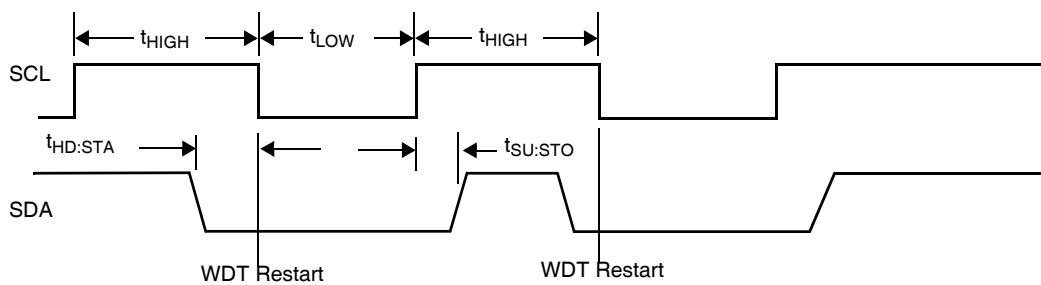 tHIGH tLOW tHIGH
SCL
tHD:STA tSU:STO
SDA
WDT Restart WDT Restart